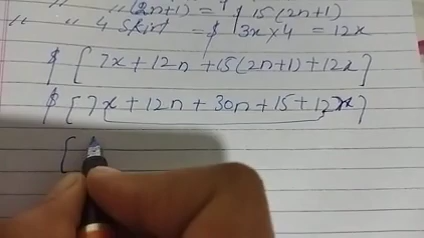 " " (2n+1) = $ 15(2n+1)
" " 4 Skirt = $ 3x × 4 = 12x
$ [ 7x + 12n + 15(2n+1) + 12x ]
$ [ 7x + 12n + 30n + 15 + 12x ]
[